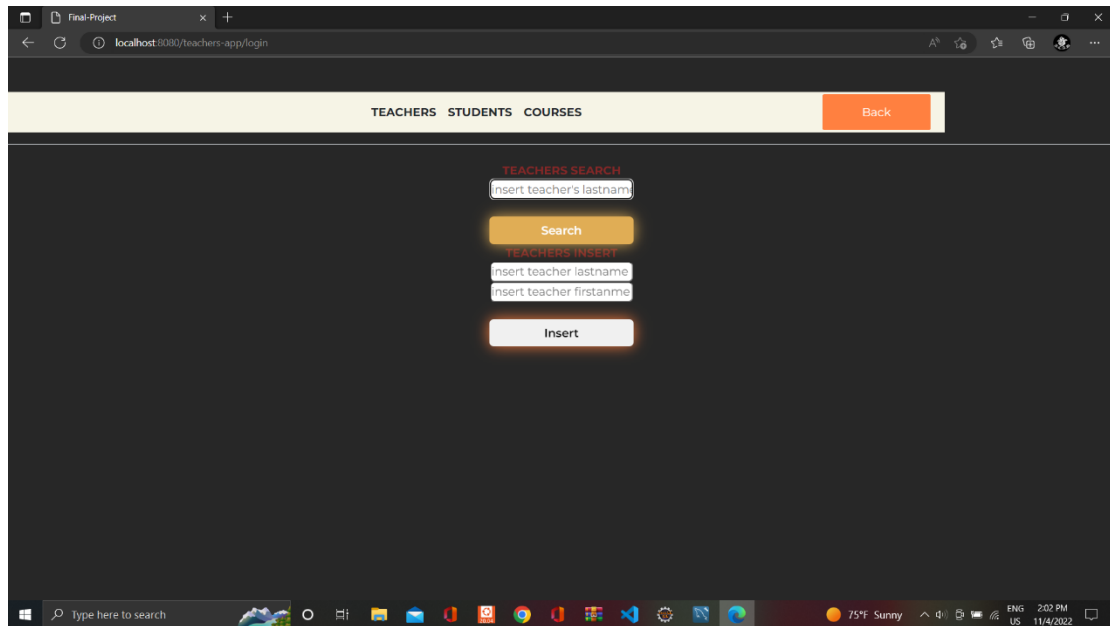 Final-Project
localhost:8080/teachers-app/login
TEACHERS STUDENTS COURSES
Back
TEACHERS SEARCH
insert teacher's lastname
Search
TEACHERS INSERT
insert teacher lastname
insert teacher firstanme
Insert
Type here to search
75°F Sunny
ENG
US
2:02 PM
11/4/2022